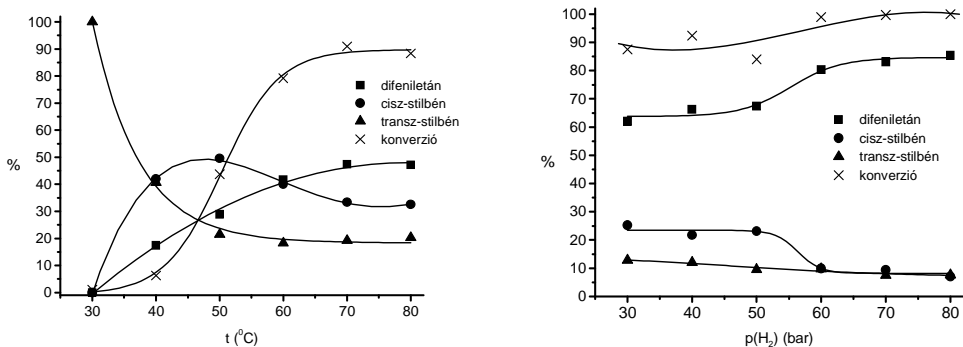 100
90
80
70
60
50
40
30
20
10
0
%
difeniletán
cisz-stilbén
transz-stilbén
konverzió
30 40 50 60 70 80
t (⁰C)
100
90
80
70
60
50
40
30
20
10
0
%
difeniletán
cisz-stilbén
transz-stilbén
konverzió
30 40 50 60 70 80
p(H₂) (bar)